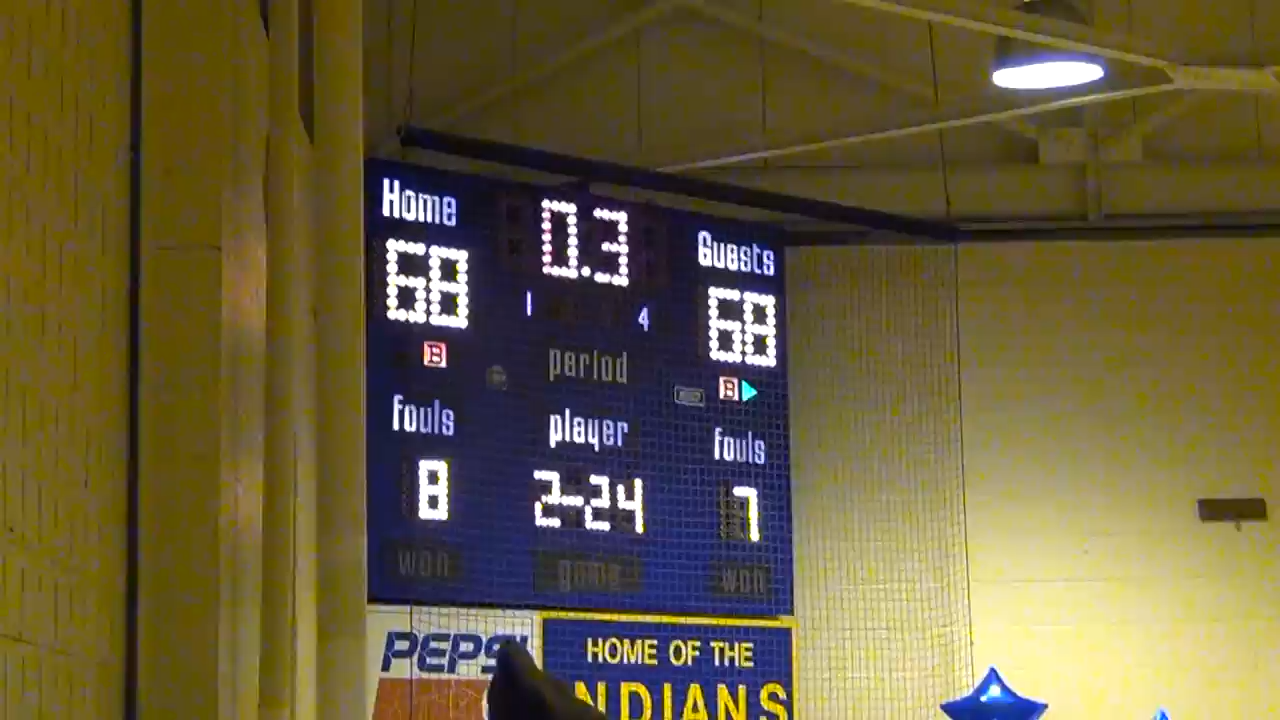 Home 0.3 Guests
68 68
1 4
B period B
fouls player fouls
8 2-24 7
won game won
PEPSI HOME OF THE
INDIANS